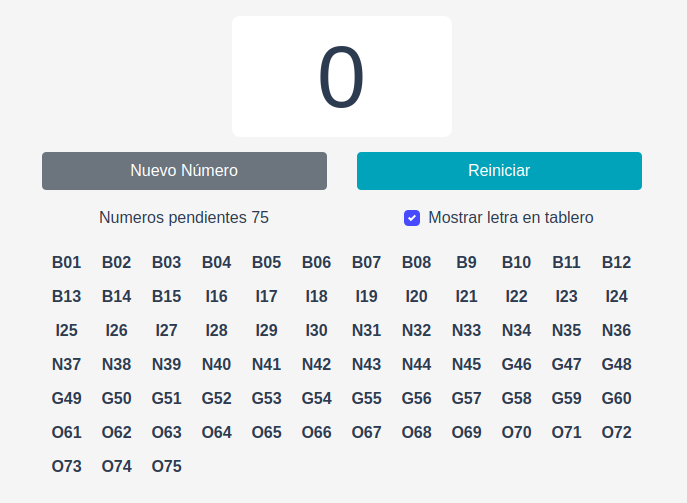 0
Nuevo Número Reiniciar
Numeros pendientes 75 Mostrar letra en tablero
B01 B02 B03 B04 B05 B06 B07 B08 B9 B10 B11 B12
B13 B14 B15 I16 I17 I18 I19 I20 I21 I22 I23 I24
I25 I26 I27 I28 I29 I30 N31 N32 N33 N34 N35 N36
N37 N38 N39 N40 N41 N42 N43 N44 N45 G46 G47 G48
G49 G50 G51 G52 G53 G54 G55 G56 G57 G58 G59 G60
O61 O62 O63 O64 O65 O66 O67 O68 O69 O70 O71 O72
O73 O74 O75